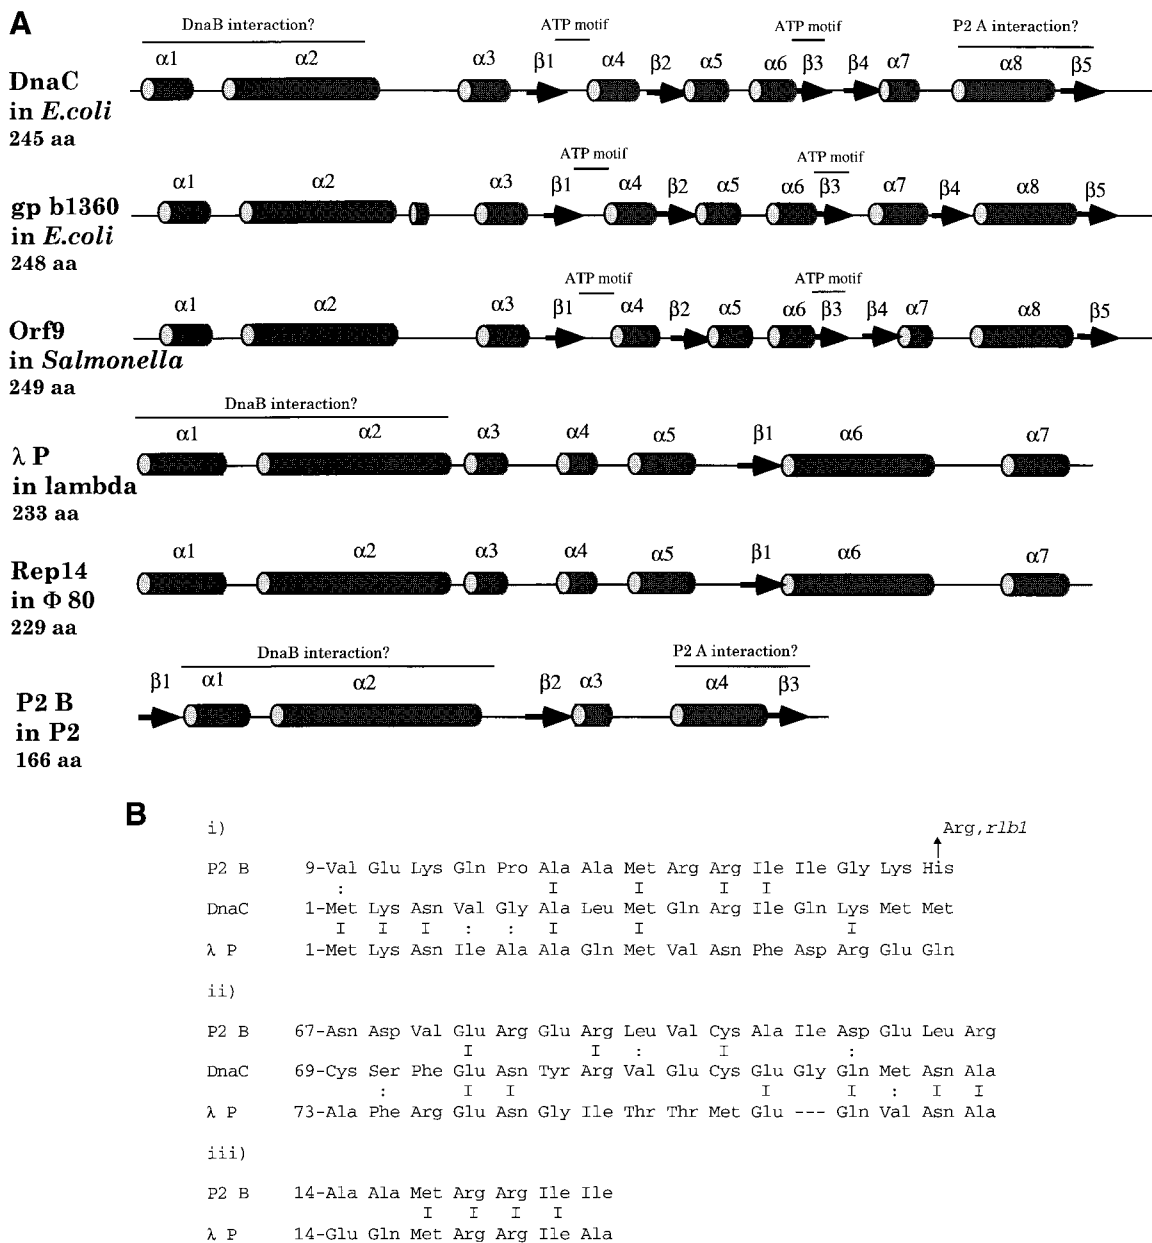 A
DnaB interaction?
ATP motif
ATP motif
P2 A interaction?
α1 α2 α3 β1 α4 β2 α5 α6 β3 β4 α7 α8 β5
DnaC
in E.coli
245 aa
ATP motif
ATP motif
α1 α2 α3 β1 α4 β2 α5 α6 β3 α7 β4 α8 β5
gp b1360
in E.coli
248 aa
ATP motif
ATP motif
α1 α2 α3 β1 α4 β2 α5 α6 β3 β4 α7 α8 β5
Orf9
in Salmonella
249 aa
DnaB interaction?
α1 α2 α3 α4 α5 β1 α6 α7
λ P
in lambda
233 aa
α1 α2 α3 α4 α5 β1 α6 α7
Rep14
in Φ 80
229 aa
DnaB interaction?
P2 A interaction?
β1 α1 α2 β2 α3 α4 β3
P2 B
in P2
166 aa
B
i)
Arg,rlb1
P2 B 9-Val Glu Lys Gln Pro Ala Ala Met Arg Arg Ile Ile Gly Lys His
: I I I I
DnaC 1-Met Lys Asn Val Gly Ala Leu Met Gln Arg Ile Gln Lys Met Met
I I I : : I I I
λ P 1-Met Lys Asn Ile Ala Ala Gln Met Val Asn Phe Asp Arg Glu Gln
ii)
P2 B 67-Asn Asp Val Glu Arg Glu Arg Leu Val Cys Ala Ile Asp Glu Leu Arg
I I : I :
DnaC 69-Cys Ser Phe Glu Asn Tyr Arg Val Glu Cys Glu Gly Gln Met Asn Ala
: I I I I : I I
λ P 73-Ala Phe Arg Glu Asn Gly Ile Thr Thr Met Glu --- Gln Val Asn Ala
iii)
P2 B 14-Ala Ala Met Arg Arg Ile Ile
I I I I
λ P 14-Glu Gln Met Arg Arg Ile Ala